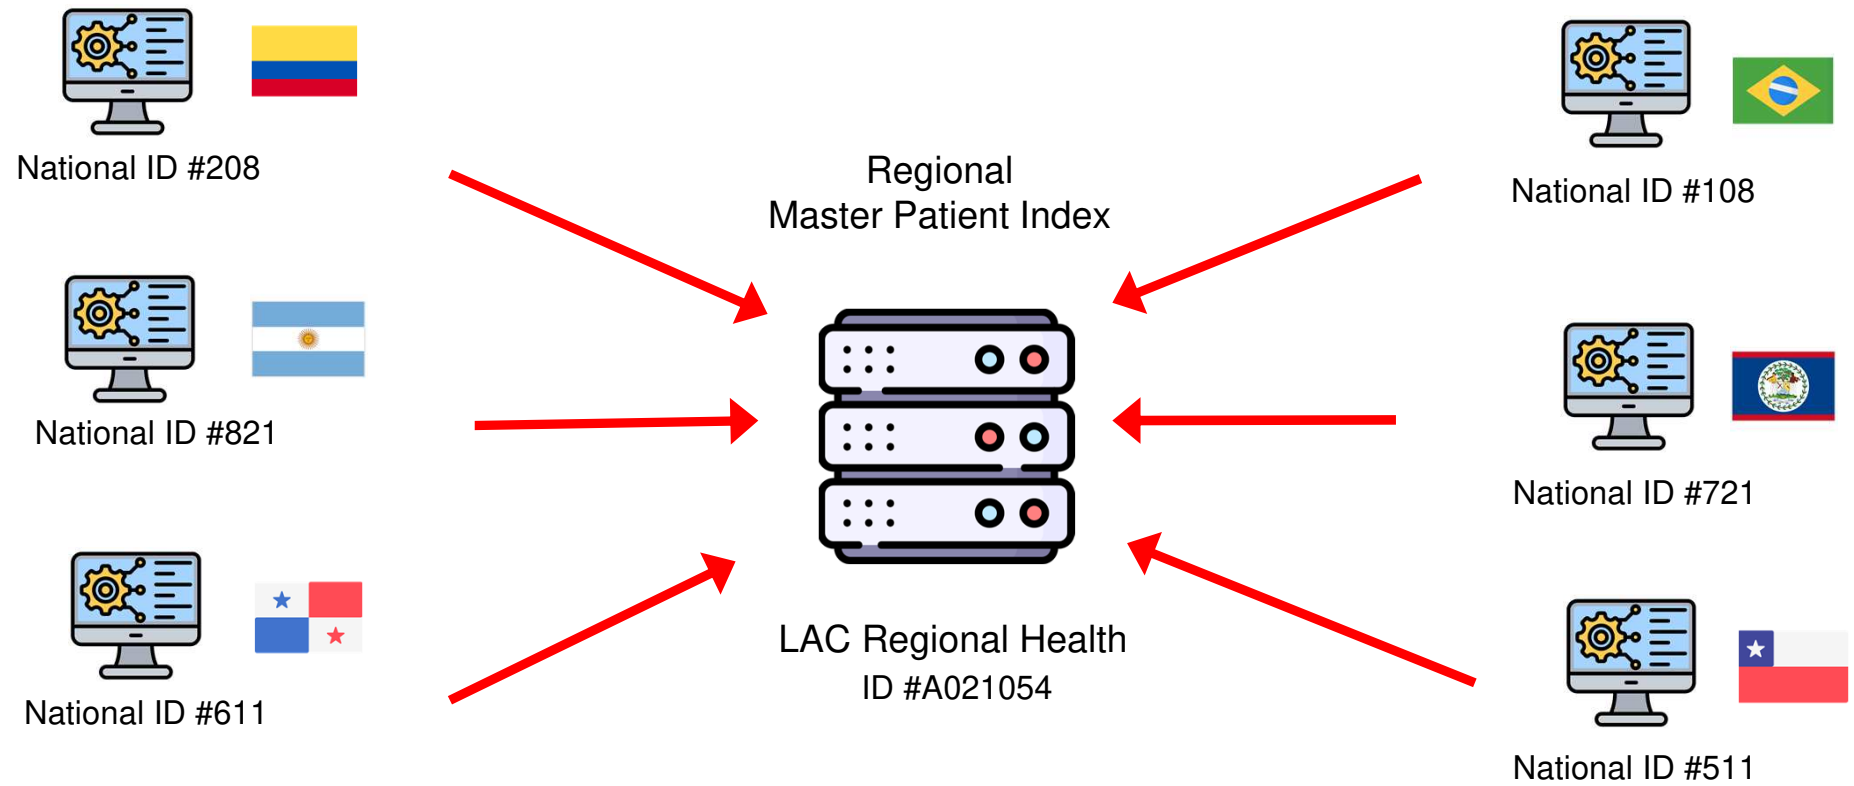 National ID #208
National ID #821
National ID #611
Regional
Master Patient Index
LAC Regional Health
ID #A021054
National ID #108
National ID #721
National ID #511